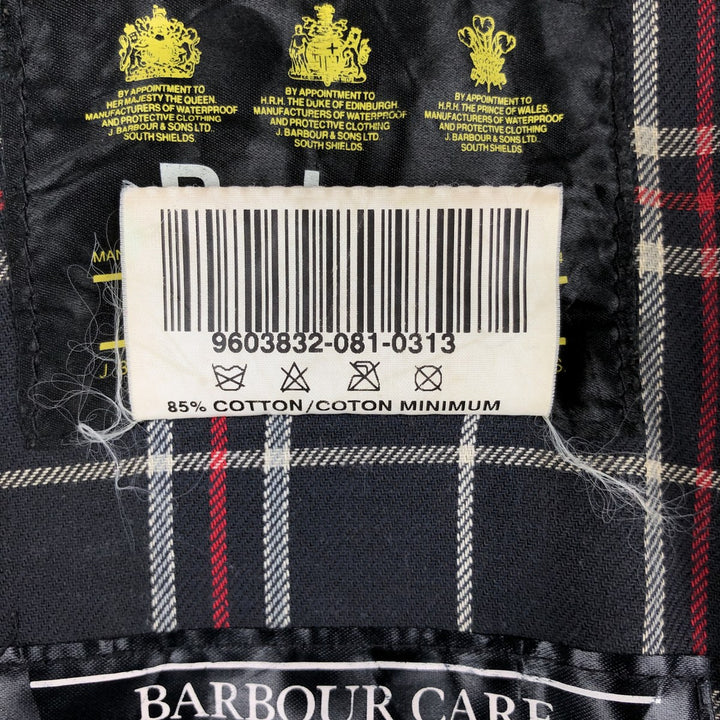 BY APPOINTMENT TO
HER MAJESTY THE QUEEN.
MANUFACTURERS OF WATERPROOF
AND PROTECTIVE CLOTHING
J. BARBOUR & SONS LTD.
SOUTH SHIELDS.
BY APPOINTMENT TO
H.R.H. THE DUKE OF EDINBURGH.
MANUFACTURERS OF WATERPROOF
AND PROTECTIVE CLOTHING
J. BARBOUR & SONS LTD.
SOUTH SHIELDS.
BY APPOINTMENT TO
H.R.H. THE PRINCE OF WALES.
MANUFACTURERS OF WATERPROOF
AND PROTECTIVE CLOTHING
J. BARBOUR & SONS LTD.
SOUTH SHIELDS.
9603832-081-0313
85% COTTON/COTON MINIMUM
BARBOUR CARE